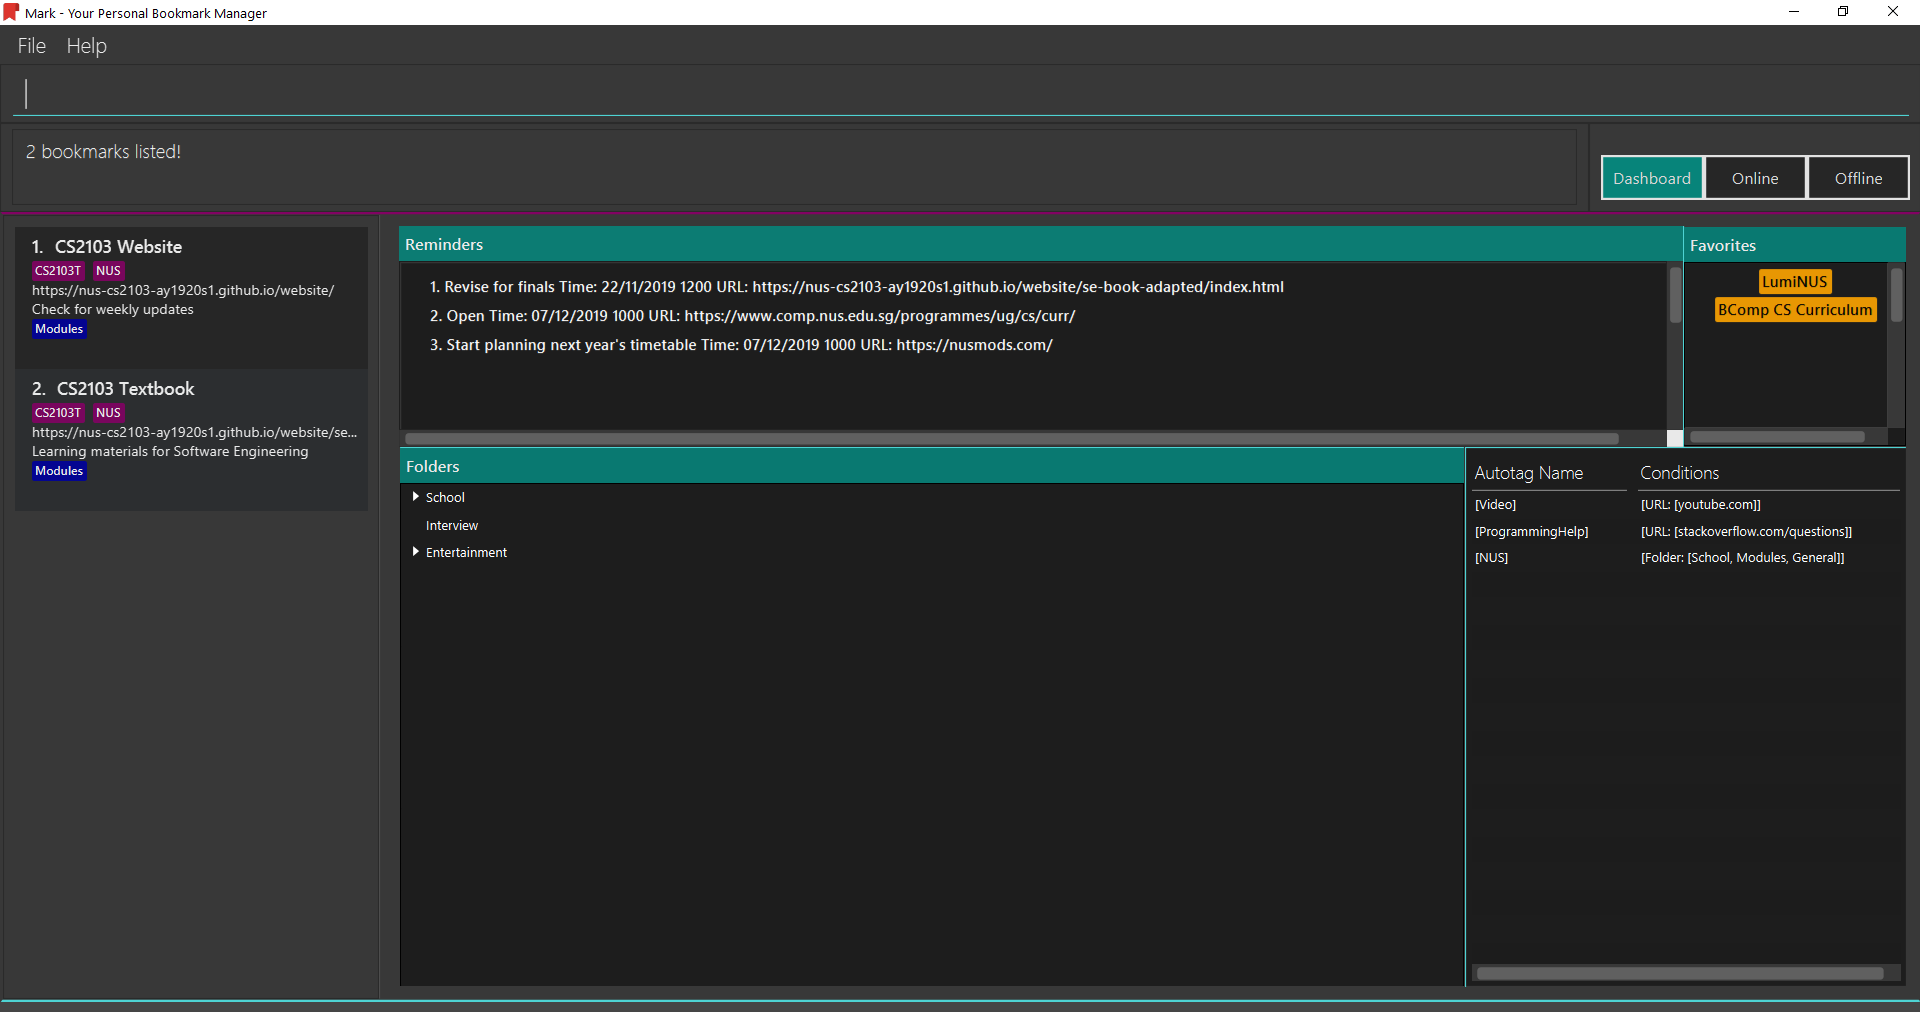 Mark - Your Personal Bookmark Manager
File Help
2 bookmarks listed!
Dashboard Online Offline
1. CS2103 Website
CS2103T NUS
https://nus-cs2103-ay1920s1.github.io/website/
Check for weekly updates
Modules
2. CS2103 Textbook
CS2103T NUS
https://nus-cs2103-ay1920s1.github.io/website/se...
Learning materials for Software Engineering
Modules
Reminders
1. Revise for finals Time: 22/11/2019 1200 URL: https://nus-cs2103-ay1920s1.github.io/website/se-book-adapted/index.html
2. Open Time: 07/12/2019 1000 URL: https://www.comp.nus.edu.sg/programmes/ug/cs/curr/
3. Start planning next year's timetable Time: 07/12/2019 1000 URL: https://nusmods.com/
Favorites
LumiNUS
BComp CS Curriculum
Folders
School
Interview
Entertainment
Autotag Name Conditions
[Video] [URL: [youtube.com]]
[ProgrammingHelp] [URL: [stackoverflow.com/questions]]
[NUS] [Folder: [School, Modules, General]]